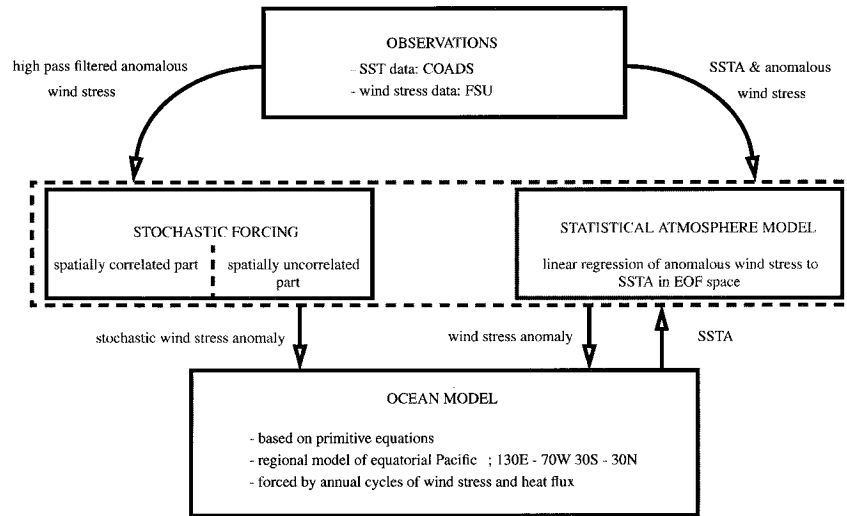 OBSERVATIONS
- SST data: COADS
- wind stress data: FSU
high pass filtered anomalous
wind stress
SSTA & anomalous
wind stress
STOCHASTIC FORCING
spatially correlated part
spatially uncorrelated
part
STATISTICAL ATMOSPHERE MODEL
linear regression of anomalous wind stress to
SSTA in EOF space
stochastic wind stress anomaly
wind stress anomaly
SSTA
OCEAN MODEL
- based on primitive equations
- regional model of equatorial Pacific ; 130E - 70W 30S - 30N
- forced by annual cycles of wind stress and heat flux